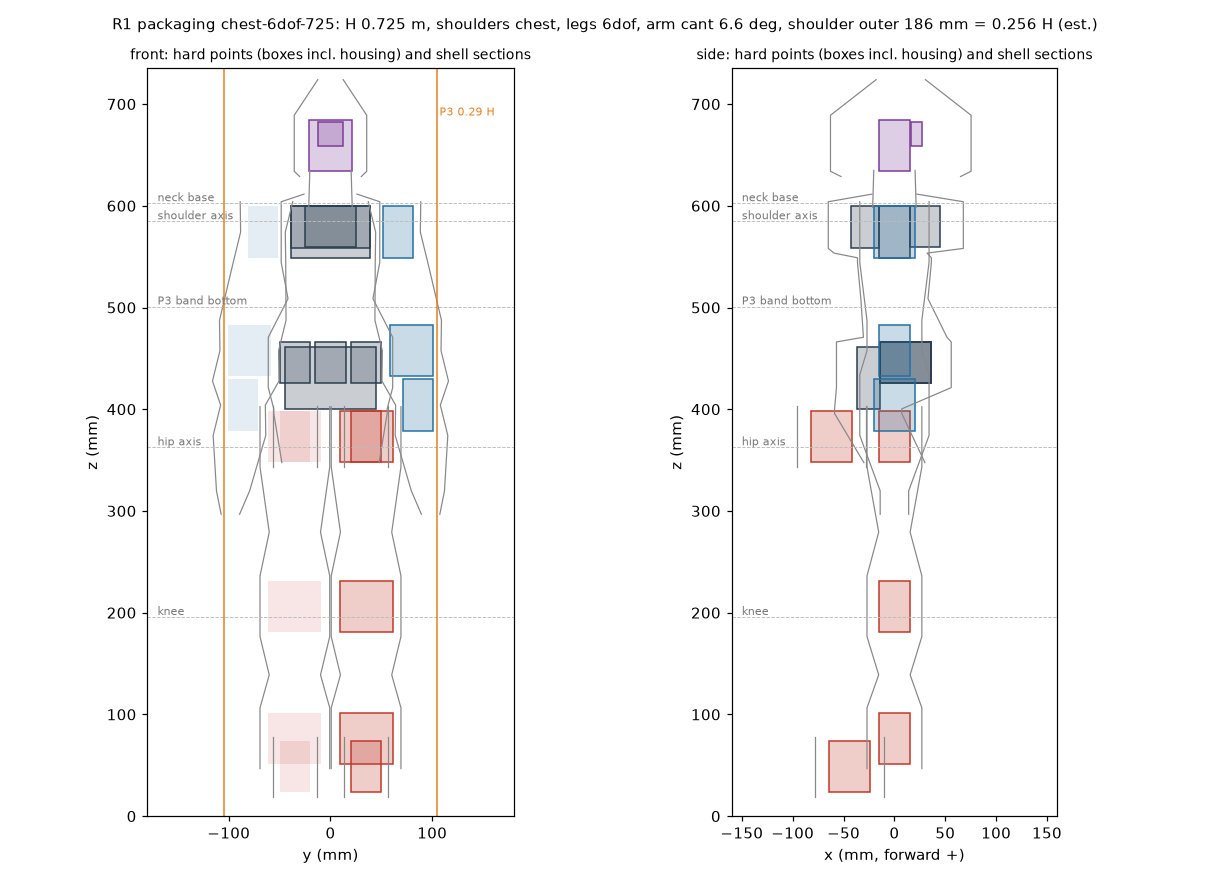 R1 packaging chest-6dof-725: H 0.725 m, shoulders chest, legs 6dof, arm cant 6.6 deg, shoulder outer 186 mm = 0.256 H (est.)
front: hard points (boxes incl. housing) and shell sections
700
600
500
400
300
200
100
0
z (mm)
P3 0.29 H
neck base
shoulder axis
P3 band bottom
hip axis
knee
−100
0
100
y (mm)
side: hard points (boxes incl. housing) and shell sections
700
600
500
400
300
200
100
0
z (mm)
neck base
shoulder axis
P3 band bottom
hip axis
knee
−150
−100
−50
0
50
100
150
x (mm, forward +)